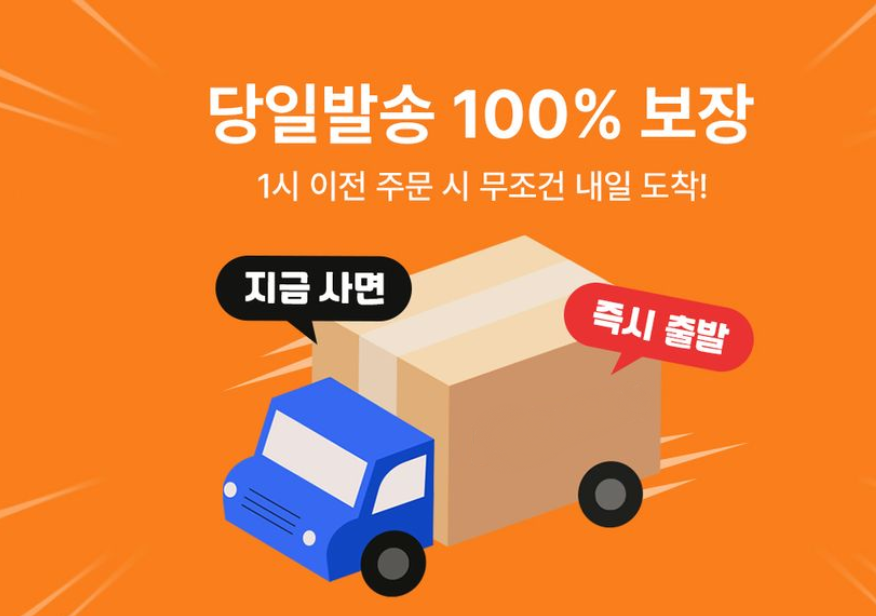 당일발송 100% 보장
1시 이전 주문 시 무조건 내일 도착!
지금 사면
즉시 출발